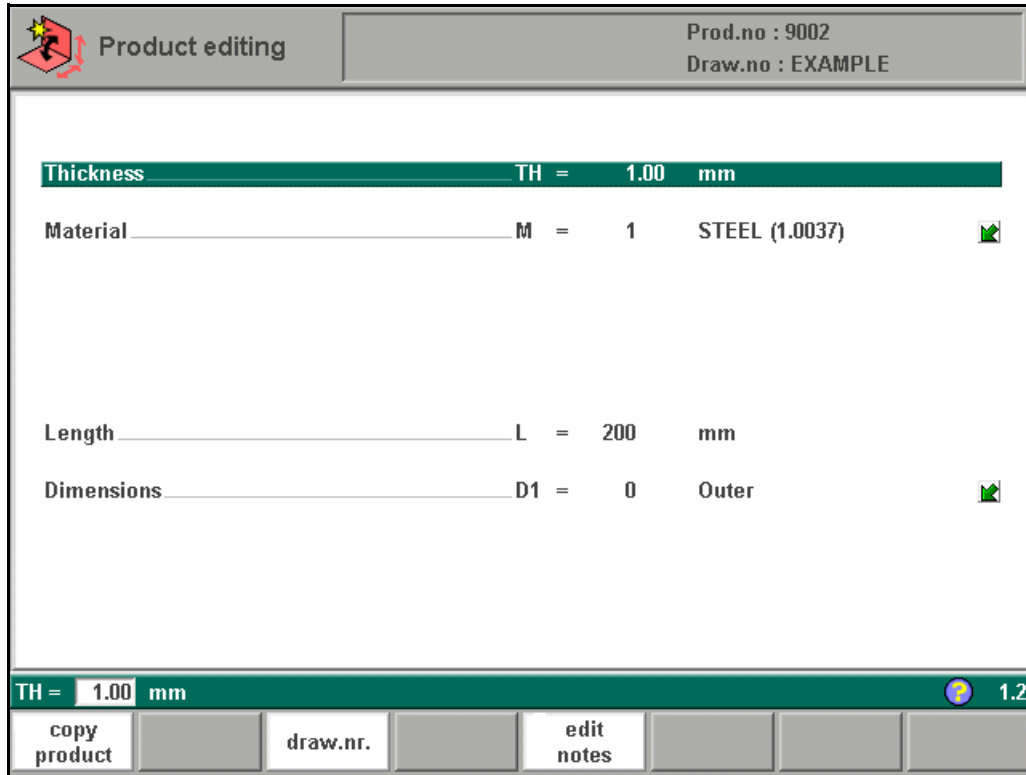 Product editing
Prod.no : 9002
Draw.no : EXAMPLE
Thickness TH = 1.00 mm
Material M = 1 STEEL (1.0037)
Length L = 200 mm
Dimensions D1 = 0 Outer
TH = 1.00 mm ? 1.2
copy product
draw.nr.
edit notes